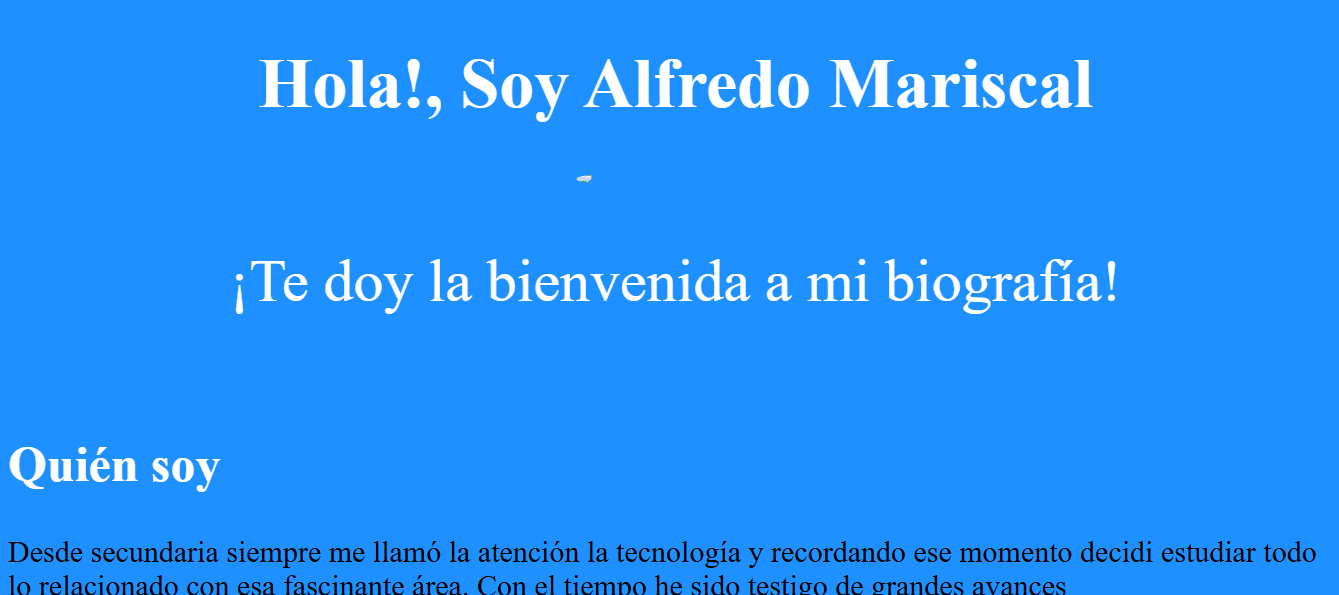 Hola!, Soy Alfredo Mariscal
¡Te doy la bienvenida a mi biografía!
Quién soy
Desde secundaria siempre me llamó la atención la tecnología y recordando ese momento decidi estudiar todo
lo relacionado con esa fascinante área. Con el tiempo he sido testigo de grandes avances